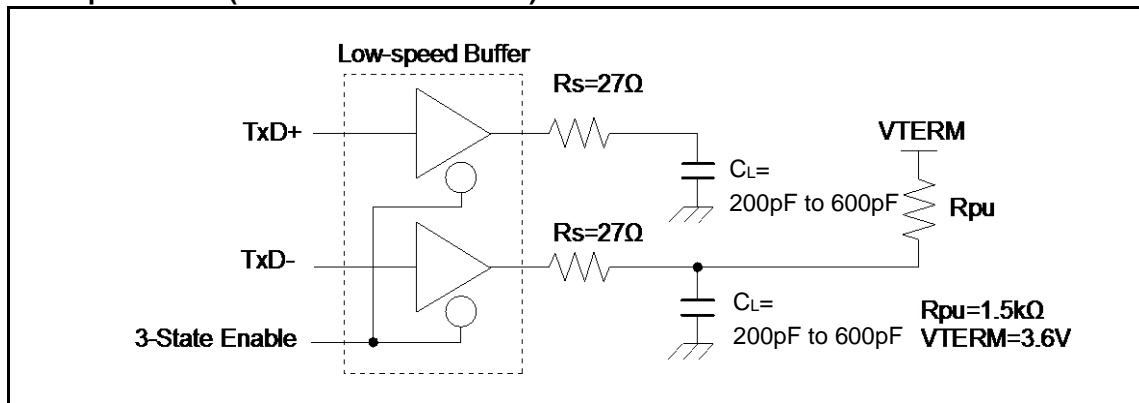 Low-speed Buffer
Rs=27Ω
TxD+
VTERM
CL=
200pF to 600pF
Rpu
Rs=27Ω
TxD-
CL=
200pF to 600pF
Rpu=1.5kΩ
VTERM=3.6V
3-State Enable